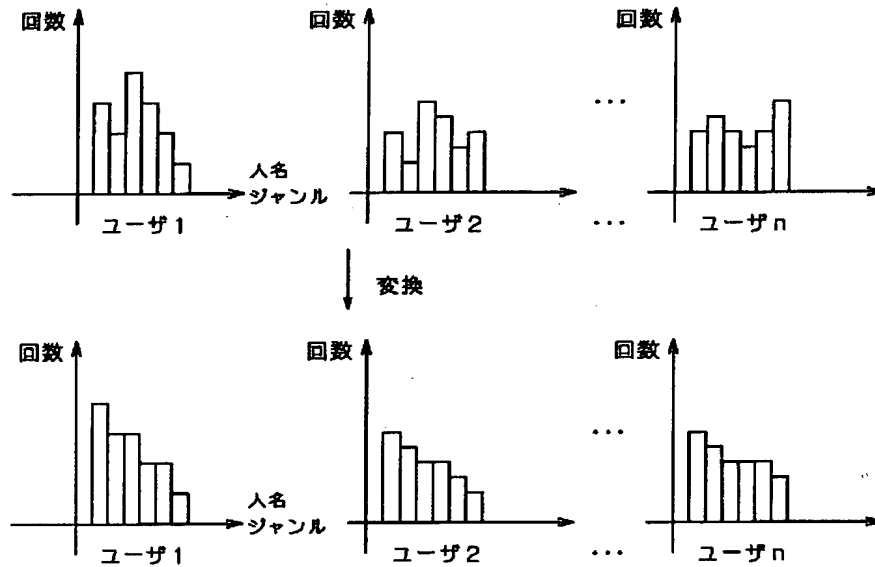 回数
回数
回数
...
人名
ジャンル
ユーザ1
ユーザ2
...
ユーザn
変換
回数
回数
回数
...
人名
ジャンル
ユーザ1
ユーザ2
...
ユーザn